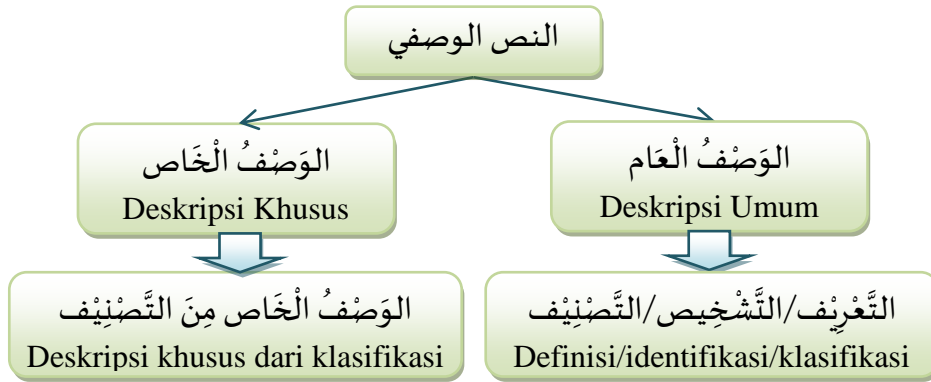 النص الوصفي
الوَصْفُ الْعَام
Deskripsi Umum
الوَصْفُ الْخَاص
Deskripsi Khusus
التَّعْرِيْف/التَّشْخِيص/التَّصْنِيْف
Definisi/identifikasi/klasifikasi
الوَصْفُ الْخَاص مِنَ التَّصْنِيْف
Deskripsi khusus dari klasifikasi